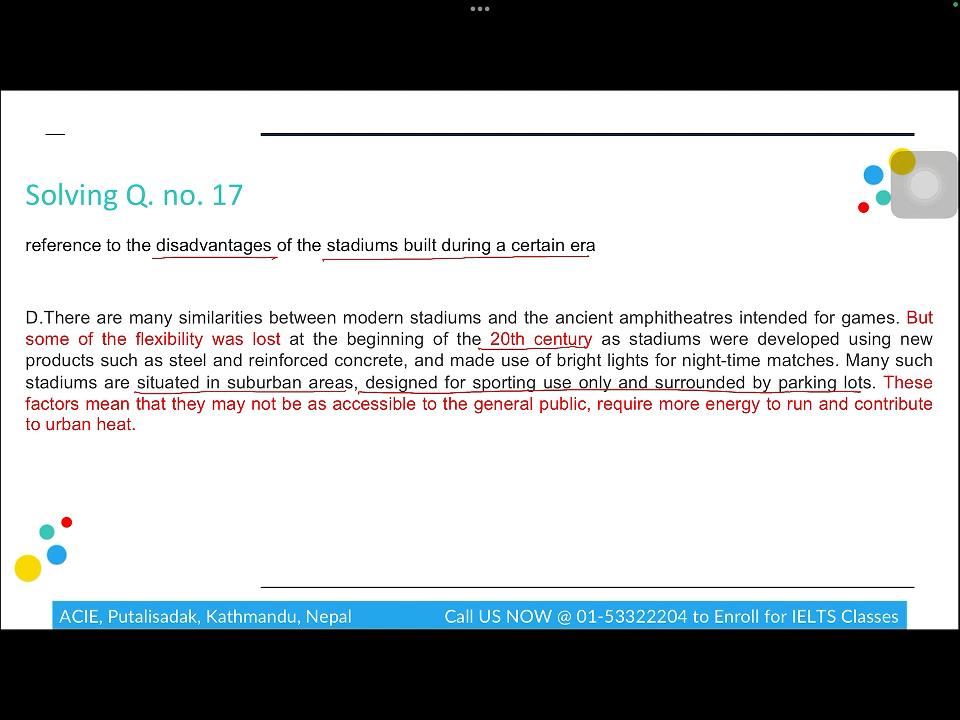 Solving Q. no. 17
reference to the disadvantages of the stadiums built during a certain era
D.There are many similarities between modern stadiums and the ancient amphitheatres intended for games. But
some of the flexibility was lost at the beginning of the 20th century as stadiums were developed using new
products such as steel and reinforced concrete, and made use of bright lights for night-time matches. Many such
stadiums are situated in suburban areas, designed for sporting use only and surrounded by parking lots. These
factors mean that they may not be as accessible to the general public, require more energy to run and contribute
to urban heat.
ACIE, Putalisadak, Kathmandu, Nepal Call US NOW @ 01-53322204 to Enroll for IELTS Classes